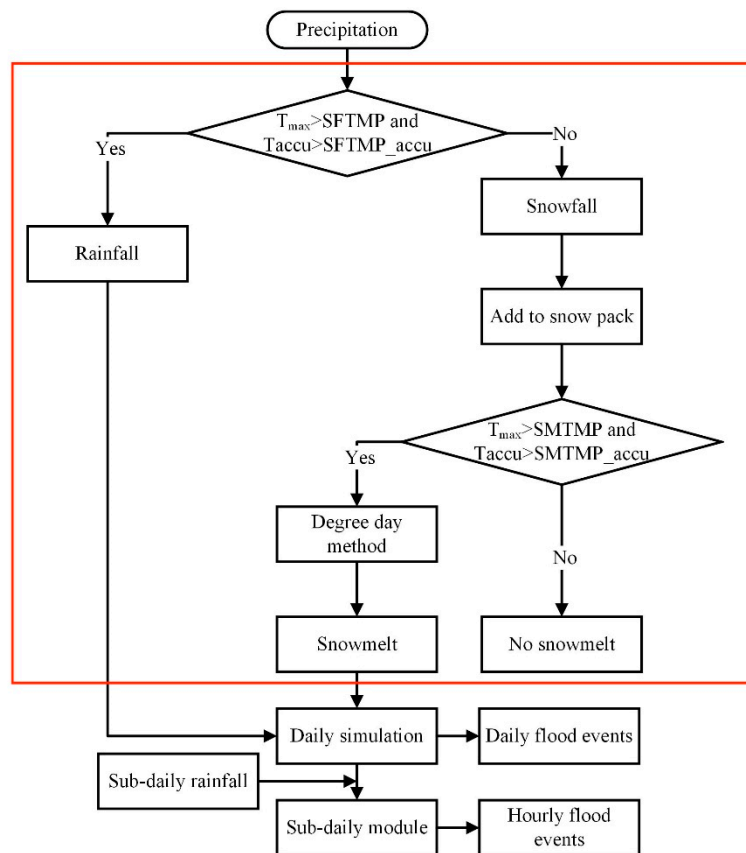 Precipitation
Tmax>SFTMP and
Taccu>SFTMP_accu
Yes
No
Snowfall
Rainfall
Add to snow pack
Tmax>SMTMP and
Taccu>SMTMP_accu
Yes
Degree day
method
No
Snowmelt
No snowmelt
Daily simulation
Daily flood events
Sub-daily rainfall
Sub-daily module
Hourly flood
events